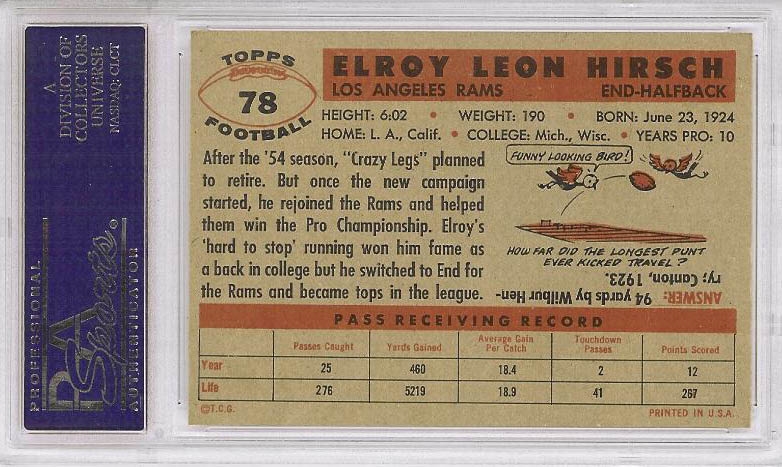 A
DIVISION OF
COLLECTORS
UNIVERSE
NASDAQ: CLCT
PROFESSIONAL
PSA
Sports
AUTHENTICATOR
TOPPS
78
FOOTBALL
ELROY LEON HIRSCH
LOS ANGELES RAMS END-HALFBACK
HEIGHT: 6:02 • WEIGHT: 190 • BORN: June 23, 1924
HOME: L. A., Calif. • COLLEGE: Mich., Wisc. • YEARS PRO: 10
After the '54 season, "Crazy Legs" planned
to retire. But once the new campaign
started, he rejoined the Rams and helped
them win the Pro Championship. Elroy's
'hard to stop' running won him fame as
a back in college but he switched to End for
the Rams and became tops in the league.
FUNNY LOOKING BIRD!
HOW FAR DID THE LONGEST PUNT
EVER KICKED TRAVEL?
ANSWER: 94 yards by Wilbur Hen-
ry; Canton, 1923.
PASS RECEIVING RECORD
Passes Caught Yards Gained Average Gain Per Catch Touchdown Passes Points Scored
Year 25 460 18.4 2 12
Life 276 5219 18.9 41 267
©T.C.G. PRINTED IN U.S.A.